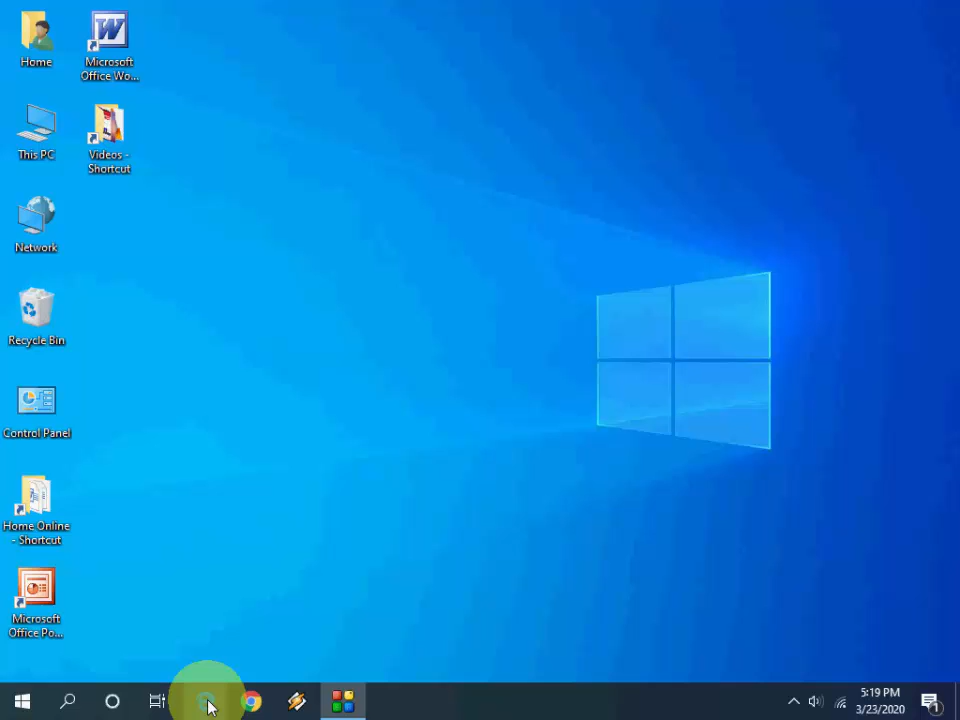 Home
Microsoft
Office Wo...
This PC
Videos -
Shortcut
Network
Recycle Bin
Control Panel
Home Online
- Shortcut
Microsoft
Office Po...
5:19 PM
3/23/2020
1